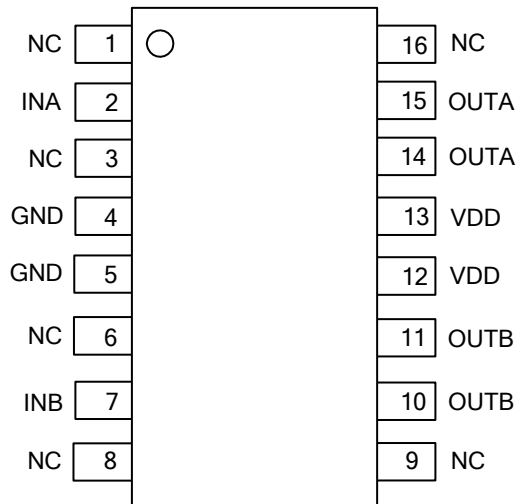 NC 1 16 NC
INA 2 15 OUTA
NC 3 14 OUTA
GND 4 13 VDD
GND 5 12 VDD
NC 6 11 OUTB
INB 7 10 OUTB
NC 8 9 NC